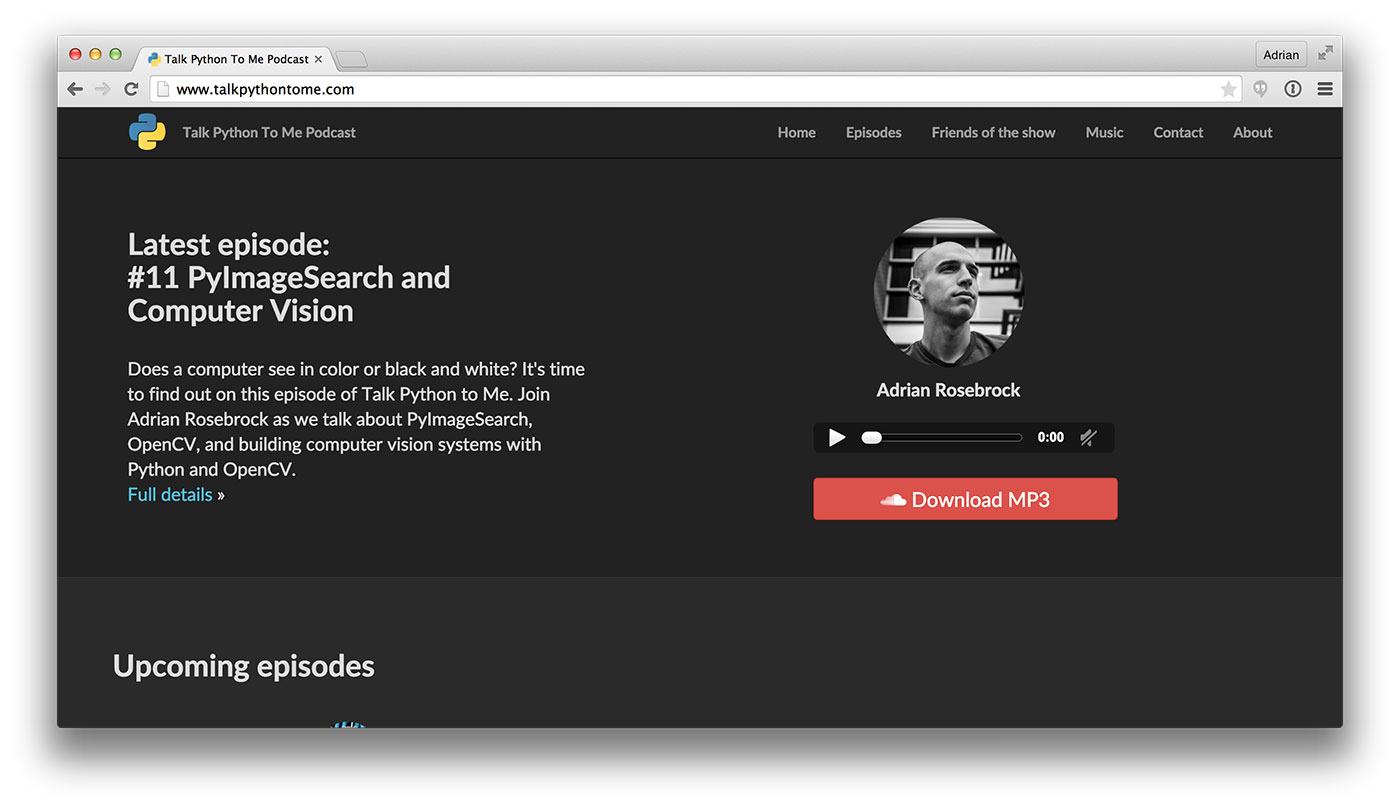 Talk Python To Me Podcast
Adrian
www.talkpythontome.com
Talk Python To Me Podcast
Home
Episodes
Friends of the show
Music
Contact
About
Latest episode:
#11 PyImageSearch and
Computer Vision
Does a computer see in color or black and white? It's time
to find out on this episode of Talk Python to Me. Join
Adrian Rosebrock as we talk about PyImageSearch,
OpenCV, and building computer vision systems with
Python and OpenCV.
Full details »
Adrian Rosebrock
0:00
Download MP3
Upcoming episodes